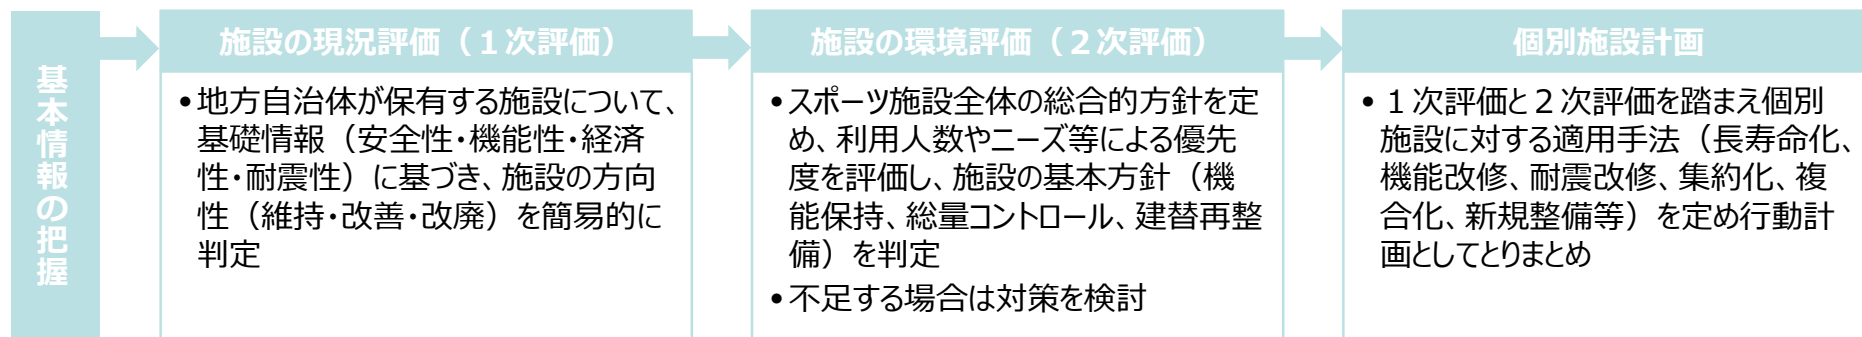 基本情報の把握
施設の現況評価（１次評価）
•地方自治体が保有する施設について、
基礎情報（安全性・機能性・経済
性・耐震性）に基づき、施設の方向
性（維持・改善・改廃）を簡易的に
判定
施設の環境評価（２次評価）
•スポーツ施設全体の総合的方針を定
め、利用人数やニーズ等による優先
度を評価し、施設の基本方針（機
能保持、総量コントロール、建替再整
備）を判定
•不足する場合は対策を検討
個別施設計画
•１次評価と２次評価を踏まえ個別
施設に対する適用手法（長寿命化、
機能改修、耐震改修、集約化、複
合化、新規整備等）を定め行動計
画としてとりまとめ